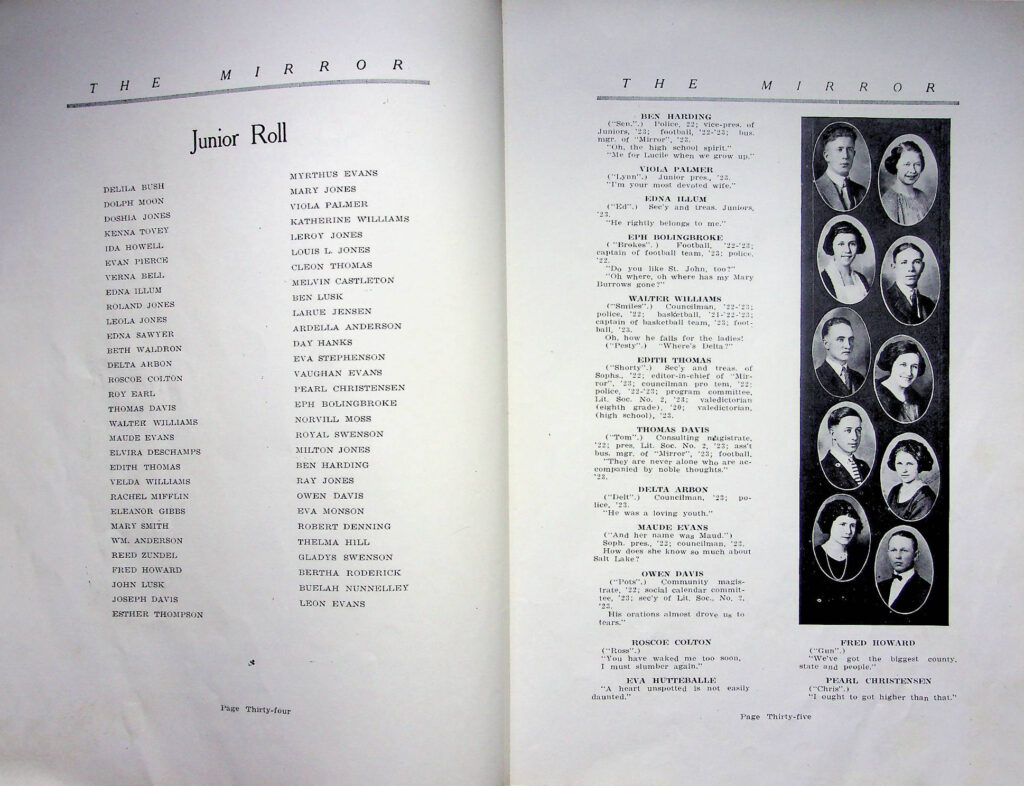 THE MIRROR
Junior Roll
DELILA BUSH
DOLPH MOON
DOSHIA JONES
KENNA TOVEY
IDA HOWELL
EVAN PIERCE
VERNA BELL
EDNA ILLUM
ROLAND JONES
LEOLA JONES
EDNA SAWYER
BETH WALDRON
DELTA ARBON
ROSCOE COLTON
ROY EARL
THOMAS DAVIS
WALTER WILLIAMS
MAUDE EVANS
ELVIRA DESCHAMPS
EDITH THOMAS
VELDA WILLIAMS
RACHEL MIFFLIN
ELEANOR GIBBS
MARY SMITH
WM. ANDERSON
REED ZUNDEL
FRED HOWARD
JOHN LUSK
JOSEPH DAVIS
ESTHER THOMPSON
MYRTHUS EVANS
MARY JONES
VIOLA PALMER
KATHERINE WILLIAMS
LEROY JONES
LOUIS L. JONES
CLEON THOMAS
MELVIN CASTLETON
BEN LUSK
LARUE JENSEN
ARDELLA ANDERSON
DAY HANKS
EVA STEPHENSON
VAUGHAN EVANS
PEARL CHRISTENSEN
EPH BOLINGBROKE
NORVILL MOSS
ROYAL SWENSON
MILTON JONES
BEN HARDING
RAY JONES
OWEN DAVIS
EVA MONSON
ROBERT DENNING
THELMA HILL
GLADYS SWENSON
BERTHA RODERICK
BUELAH NUNNELLEY
LEON EVANS
Page Thirty-four
THE MIRROR
BEN HARDING
("Sen.".) Police, 22; vice-pres. of
Juniors, '23; football, '22-'23; bus.
mgr. of "Mirror", '23.
"Oh, the high school spirit."
"Me for Lucile when we grow up."
VIOLA PALMER
("Lynn".) Junior pres., '23.
"I'm your most devoted wife."
EDNA ILLUM
("Ed".) Sec'y and treas. Juniors,
'23.
"He rightly belongs to me."
EPH BOLINGBROKE
("Brokes".) Football, '22-'23;
captain of football team, '23; police,
'22.
"Do you like St. John, too?"
"Oh where, oh where has my Mary
Burrows gone?"
WALTER WILLIAMS
("Smiles".) Councilman, '22-'23;
police, '22; basketball, '21-'22-'23;
captain of basketball team, '23; foot-
ball, '23.
Oh, how he falls for the ladies!
("Pesty".) "Where's Delta?"
EDITH THOMAS
("Shorty".) Sec'y and treas. of
Sophs., '22; editor-in-chief of "Mir-
ror", '23; councilman pro tem, '22;
police, '22-'23; program committee,
Lit. Soc. No. 2, '23; valedictorian
(eighth grade), '20; valedictorian,
(high school), '23.
THOMAS DAVIS
("Tom".) Consulting magistrate,
'22; pres. Lit. Soc. No. 2, '23; ass't
bus. mgr. of "Mirror", '23; football,
"They are never alone who are ac-
companied by noble thoughts."
'23.
DELTA ARBON
("Delt".) Councilman, '23; po-
lice, '23.
"He was a loving youth."
MAUDE EVANS
("And her name was Maud.")
Soph. pres., '22; councilman, '23.
How does she know so much about
Salt Lake?
OWEN DAVIS
("Pots".) Community magis-
trate, '22; social calendar commit-
tee, '23; sec'y of Lit. Soc., No. 2,
'23.
His orations almost drove us to
tears."
ROSCOE COLTON
("Ross".)
"You have waked me too soon,
I must slumber again."
EVA HUTTEBALLE
"A heart unspotted is not easily
daunted."
FRED HOWARD
("Gun".)
"We've got the biggest county,
state and people."
PEARL CHRISTENSEN
("Chris".)
"I ought to got higher than that."
Page Thirty-five